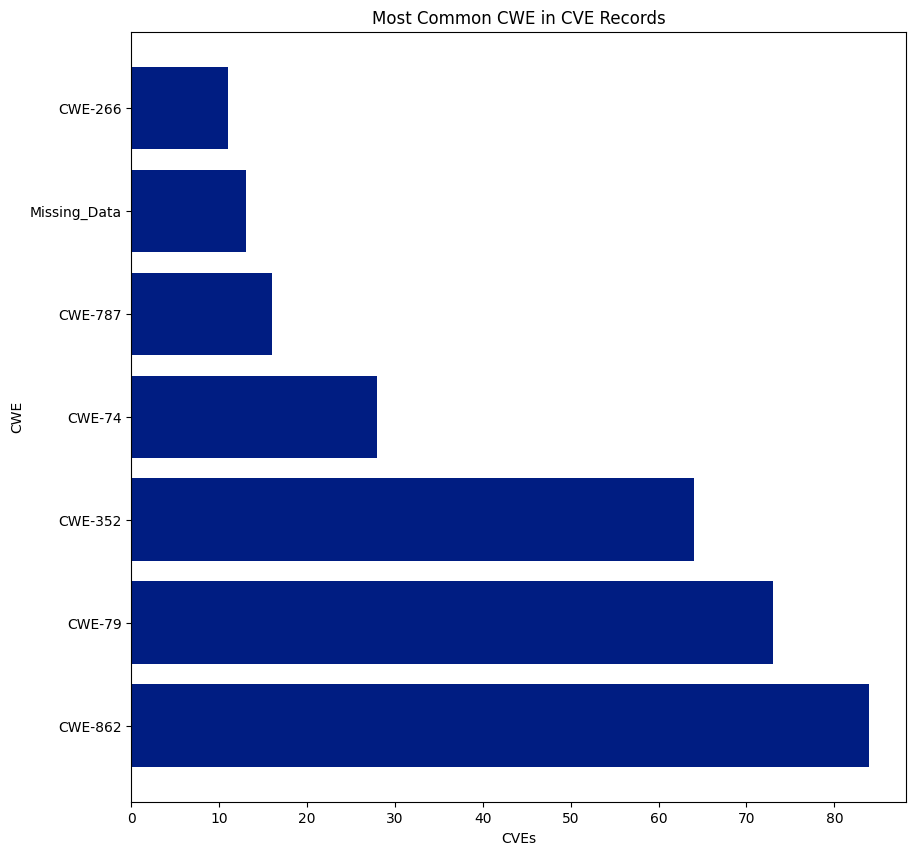 Most Common CWE in CVE Records
CWE-266
Missing_Data
CWE-787
CWE-74
CWE-352
CWE-79
CWE-862
CWE
0 10 20 30 40 50 60 70 80
CVEs